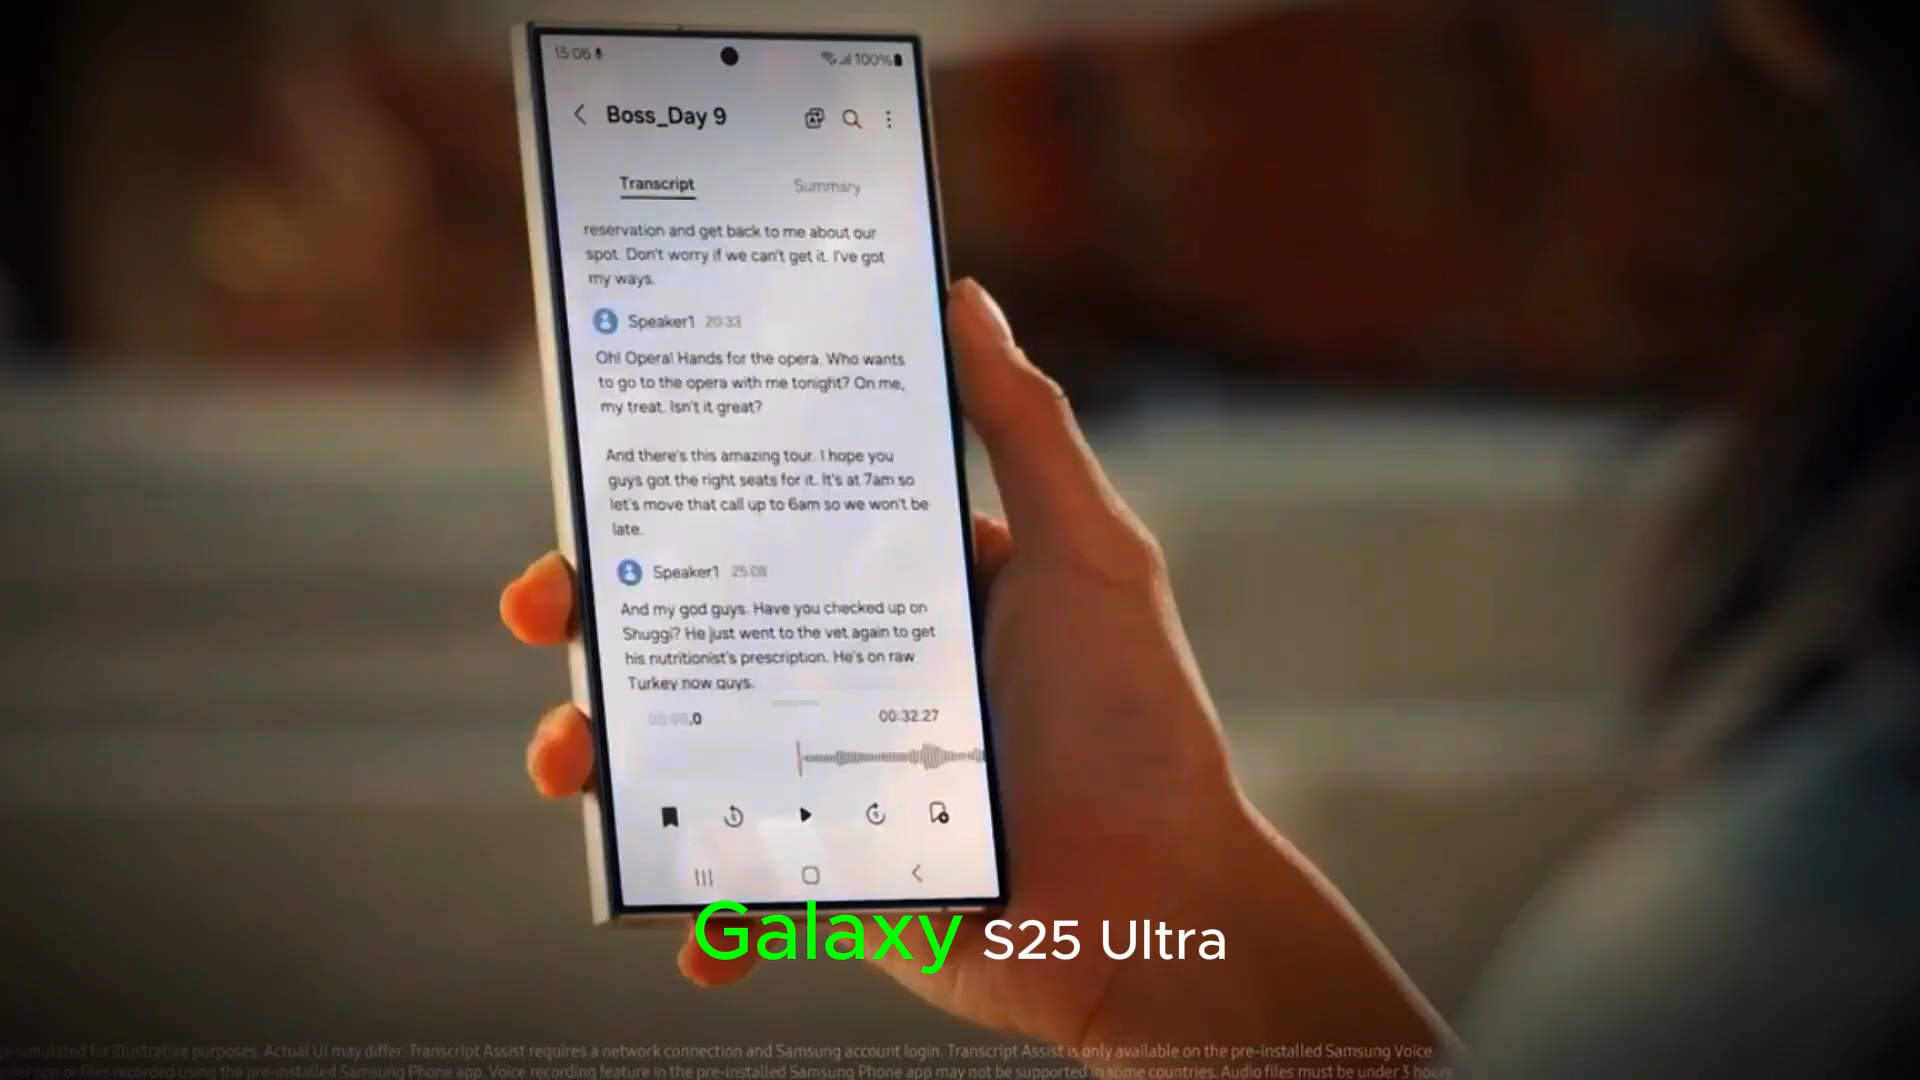 15:06 100%
Boss_Day 9
Transcript Summary
reservation and get back to me about our
spot. Don't worry if we can't get it. I've got
my ways.
Speaker1 20:33
Oh! Opera! Hands for the opera. Who wants
to go to the opera with me tonight? On me,
my treat. Isn't it great?
And there's this amazing tour. I hope you
guys got the right seats for it. It's at 7am so
let's move that call up to 6am so we won't be
late.
Speaker1 25:08
And my god guys. Have you checked up on
Shuggi? He just went to the vet again to get
his nutritionist's prescription. He's on raw
Turkey now guys.
00:00.0 00:32:27
Galaxy S25 Ultra
simulated for illustrative purposes. Actual UI may differ. Transcript Assist requires a network connection and Samsung account login. Transcript Assist is only available on the pre-installed Samsung Voice
app or files recorded using the pre-installed Samsung Phone app. Voice recording feature in the pre-installed Samsung Phone app may not be supported in some countries. Audio files must be under 3 hours